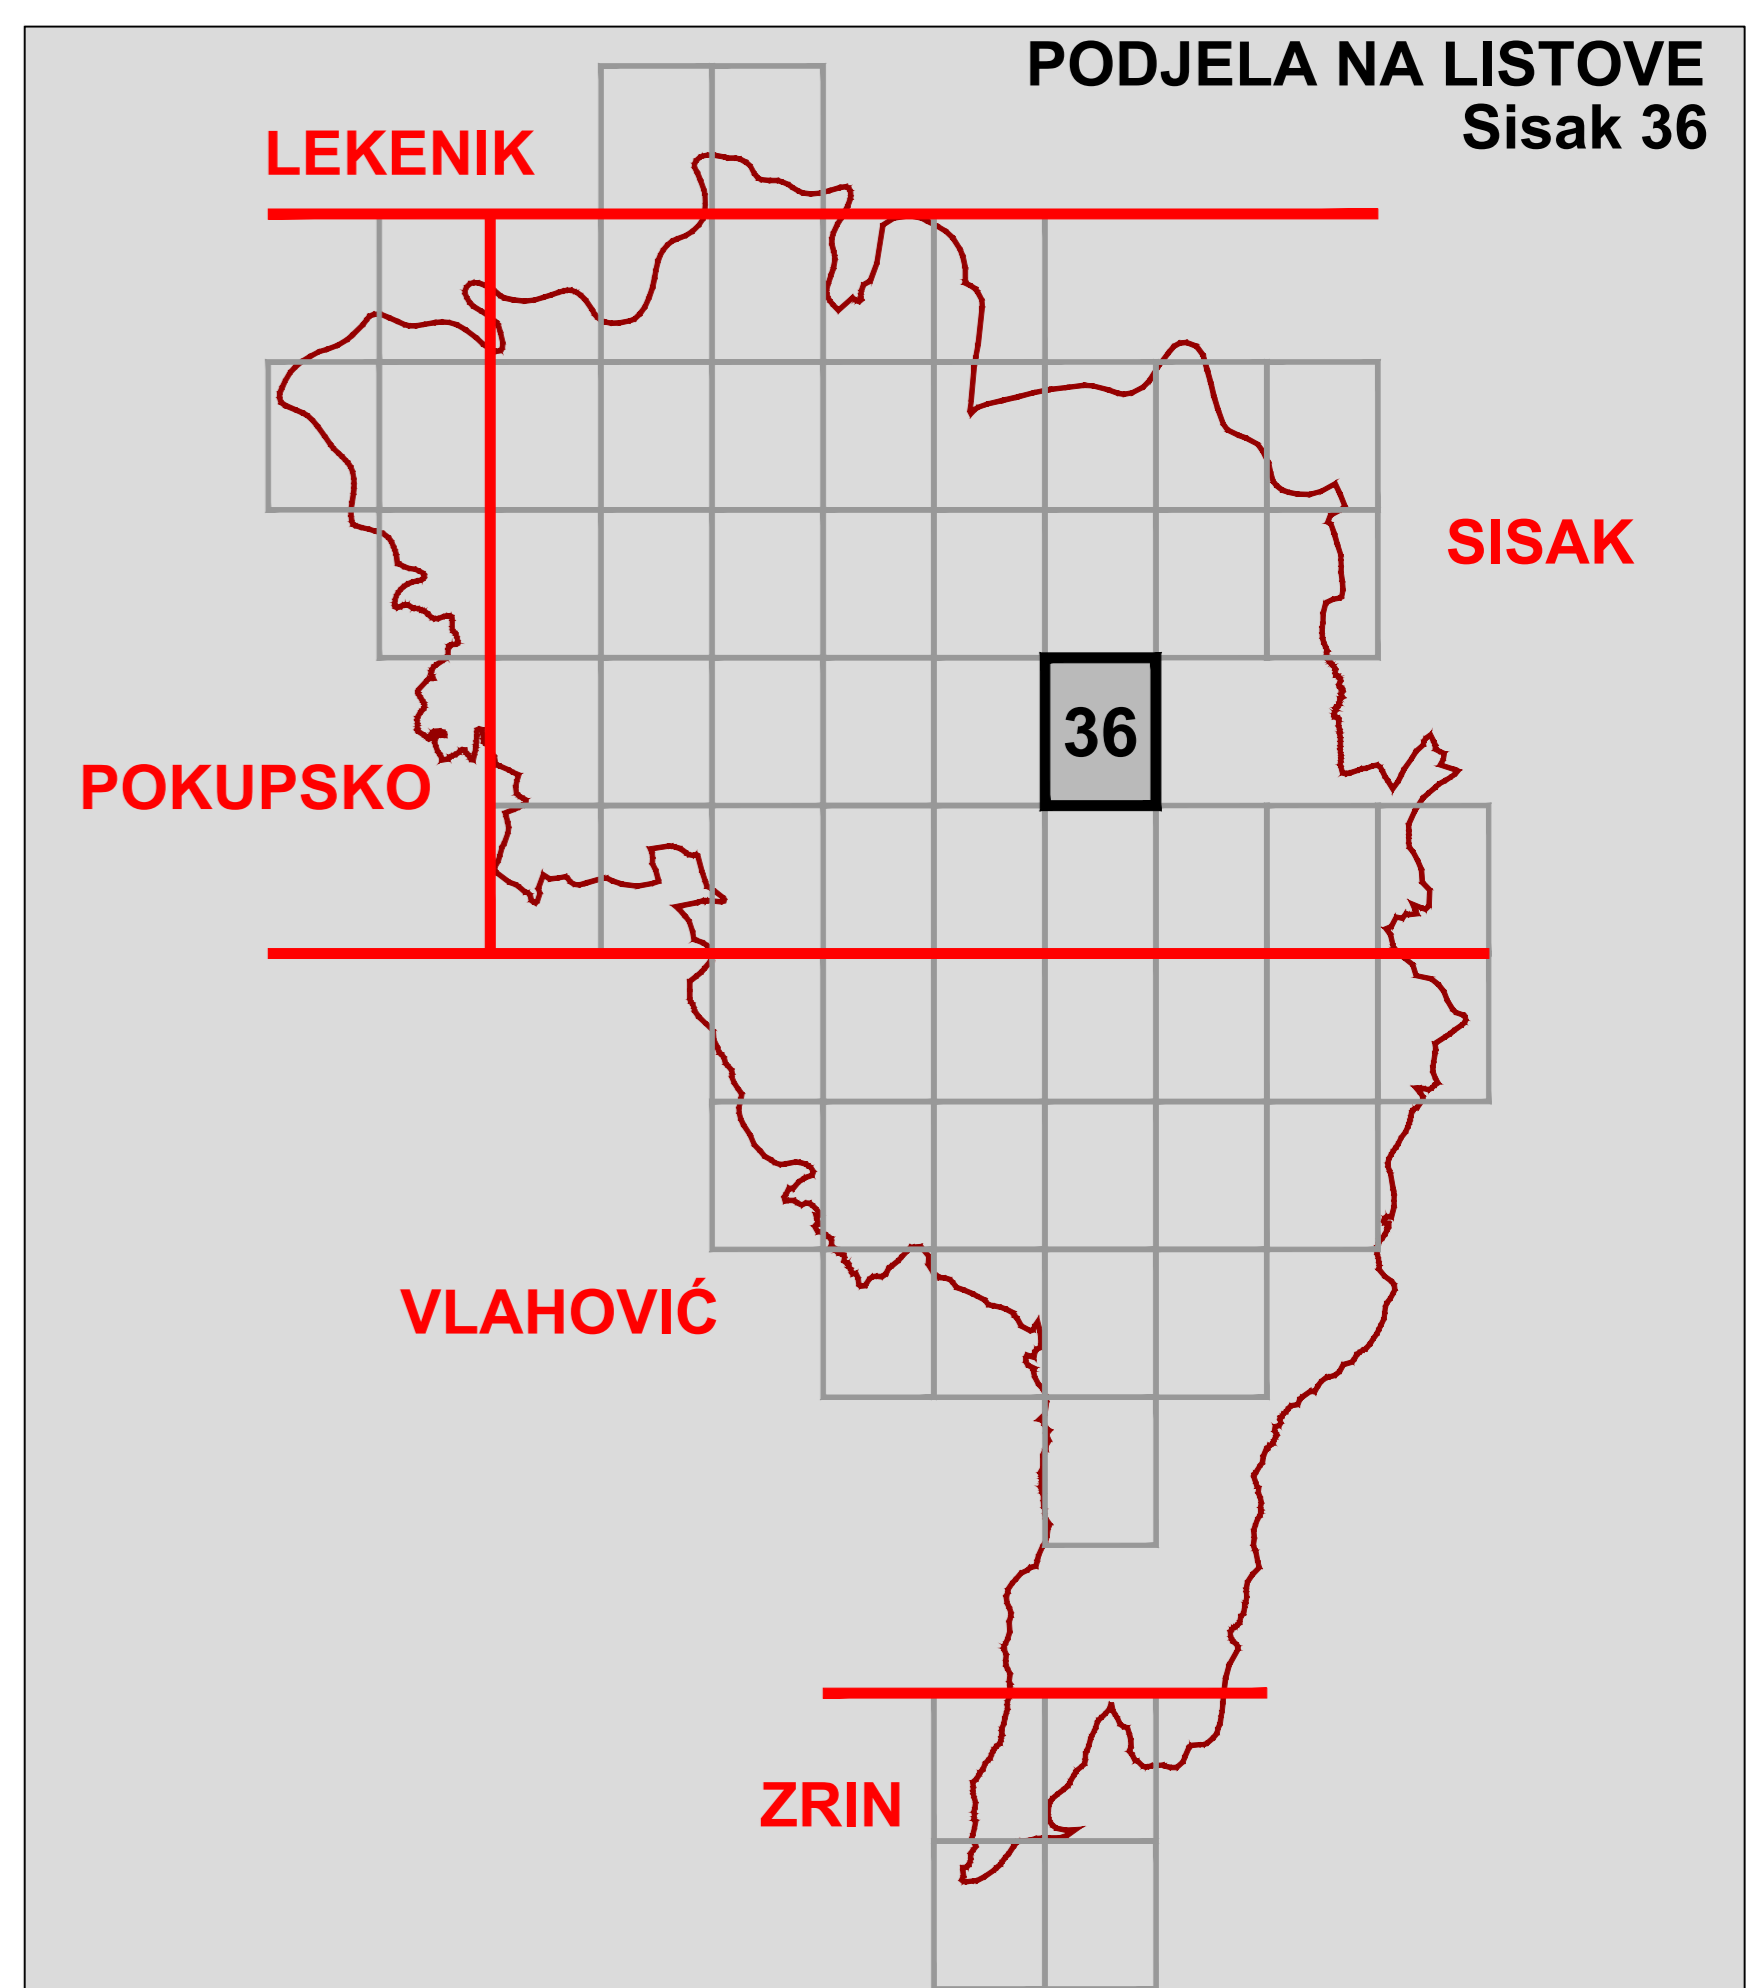 PODJELA NA LISTOVE
Sisak 36
LEKENIK
SISAK
36
POKUPSKO
VLAHOVIĆ
ZRIN